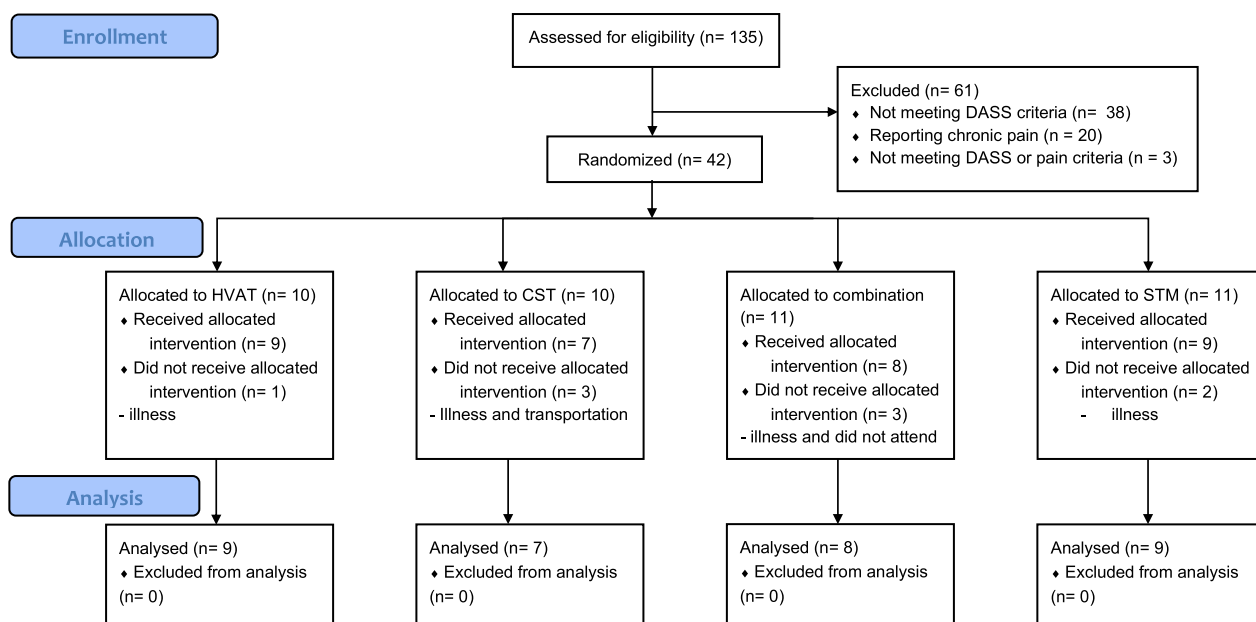 Enrollment
Assessed for eligibility (n= 135)
Excluded (n= 61)
♦ Not meeting DASS criteria (n=  38)
♦ Reporting chronic pain (n = 20)
♦ Not meeting DASS or pain criteria (n = 3)
Randomized (n= 42)
Allocation
Allocated to HVAT (n= 10)
♦ Received allocated
intervention (n= 9)
♦ Did not receive allocated
intervention (n= 1)
- illness
Allocated to CST (n= 10)
♦ Received allocated
intervention (n= 7)
♦ Did not receive allocated
intervention (n= 3)
- Illness and transportation
Allocated to combination
(n= 11)
♦ Received allocated
intervention (n= 8)
♦ Did not receive allocated
intervention (n= 3)
- illness and did not attend
Allocated to STM (n= 11)
♦ Received allocated
intervention (n= 9)
♦ Did not receive allocated
intervention (n= 2)
- illness
Analysis
Analysed (n= 9)
♦ Excluded from analysis
(n= 0)
Analysed (n= 7)
♦ Excluded from analysis
(n= 0)
Analysed (n= 8)
♦ Excluded from analysis
(n= 0)
Analysed (n= 9)
♦ Excluded from analysis
(n= 0)